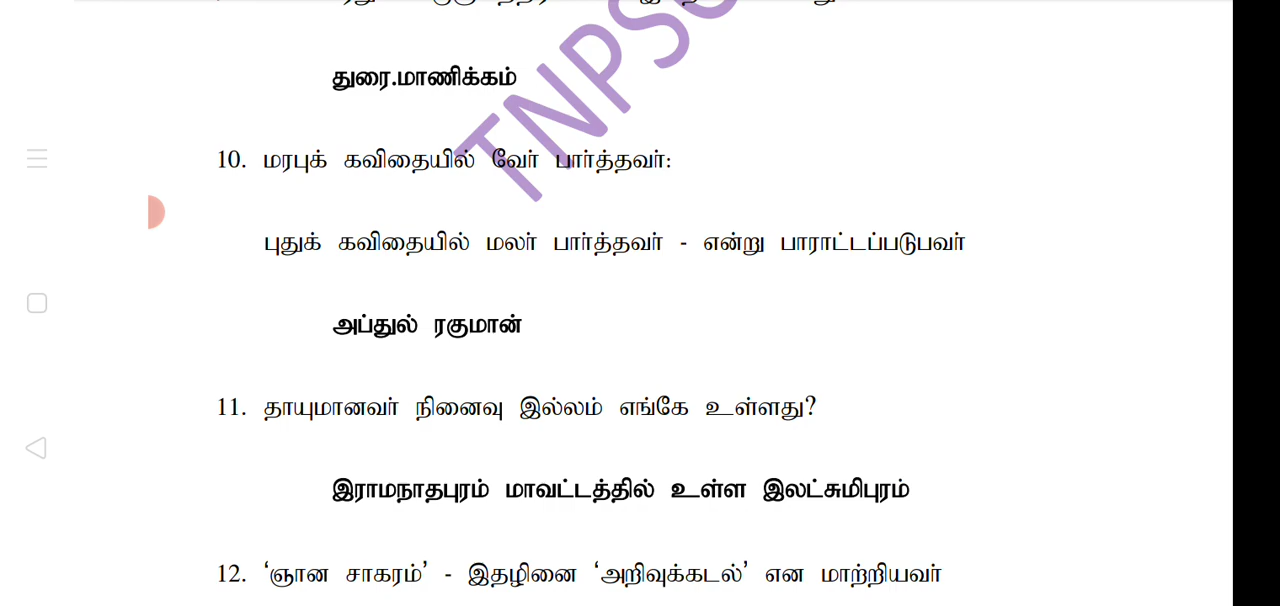 துரை.மாணிக்கம்
TNPS
10. மரபுக் கவிதையில் வேர் பார்த்தவர்:
புதுக் கவிதையில் மலர் பார்த்தவர் - என்று பாராட்டப்படுபவர்
அப்துல் ரகுமான்
11. தாயுமானவர் நினைவு இல்லம் எங்கே உள்ளது?
இராமநாதபுரம் மாவட்டத்தில் உள்ள இலட்சுமிபுரம்
12. ‘ஞான சாகரம்’ - இதழினை ‘அறிவுக்கடல்’ என மாற்றியவர்